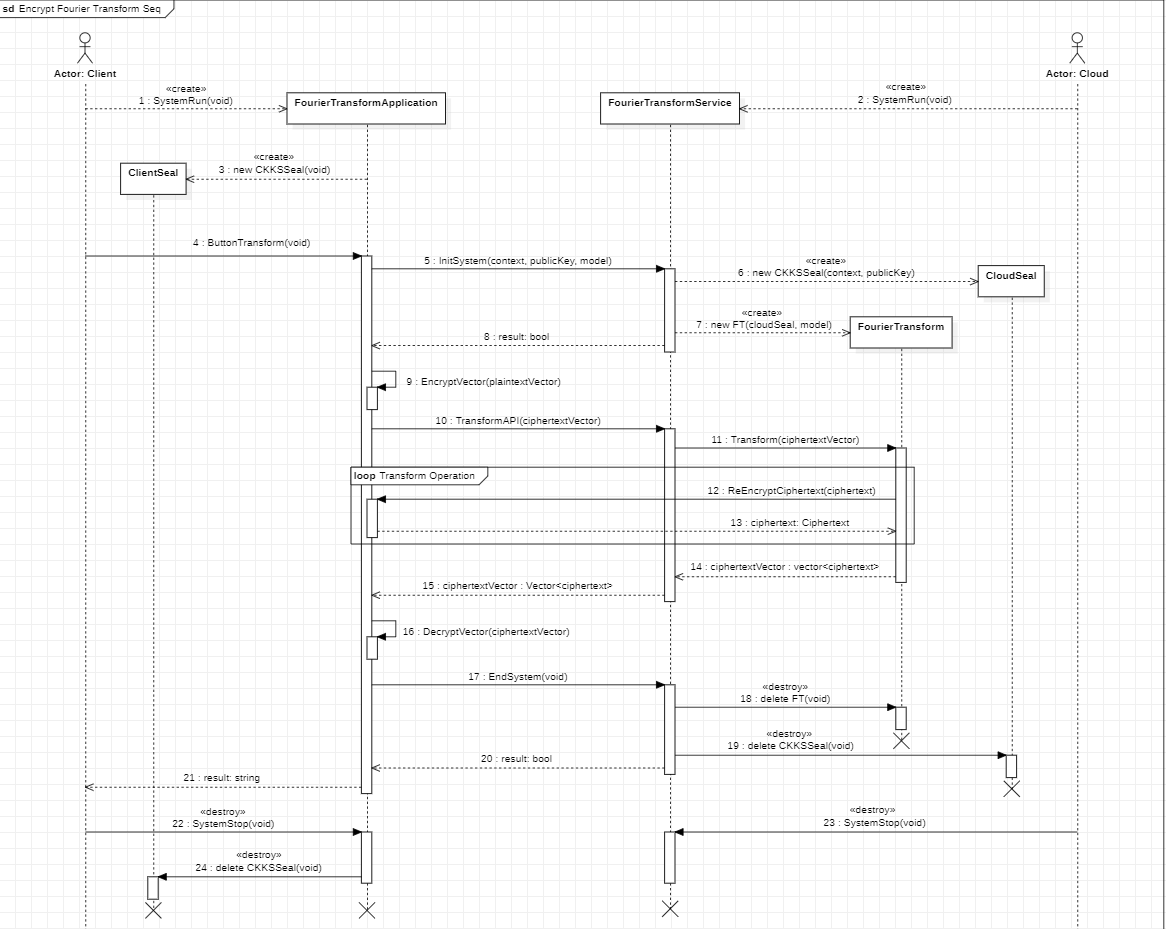 sd Encrypt Fourier Transform Seq
Actor: Client
Actor: Cloud
«create»
1 : SystemRun(void)
FourierTransformApplication
FourierTransformService
«create»
2 : SystemRun(void)
«create»
3 : new CKKSSeal(void)
ClientSeal
4 : ButtonTransform(void)
5 : InitSystem(context, publicKey, model)
«create»
6 : new CKKSSeal(context, publicKey)
CloudSeal
«create»
7 : new FT(cloudSeal, model)
FourierTransform
8 : result: bool
9 : EncryptVector(plaintextVector)
10 : TransformAPI(ciphertextVector)
11 : Transform(ciphertextVector)
loop Transform Operation
12 : ReEncryptCiphertext(ciphertext)
13 : ciphertext: Ciphertext
14 : ciphertextVector : vector<ciphertext>
15 : ciphertextVector : Vector<ciphertext>
16 : DecryptVector(ciphertextVector)
17 : EndSystem(void)
«destroy»
18 : delete FT(void)
«destroy»
19 : delete CKKSSeal(void)
20 : result: bool
21 : result: string
«destroy»
22 : SystemStop(void)
«destroy»
23 : SystemStop(void)
«destroy»
24 : delete CKKSSeal(void)